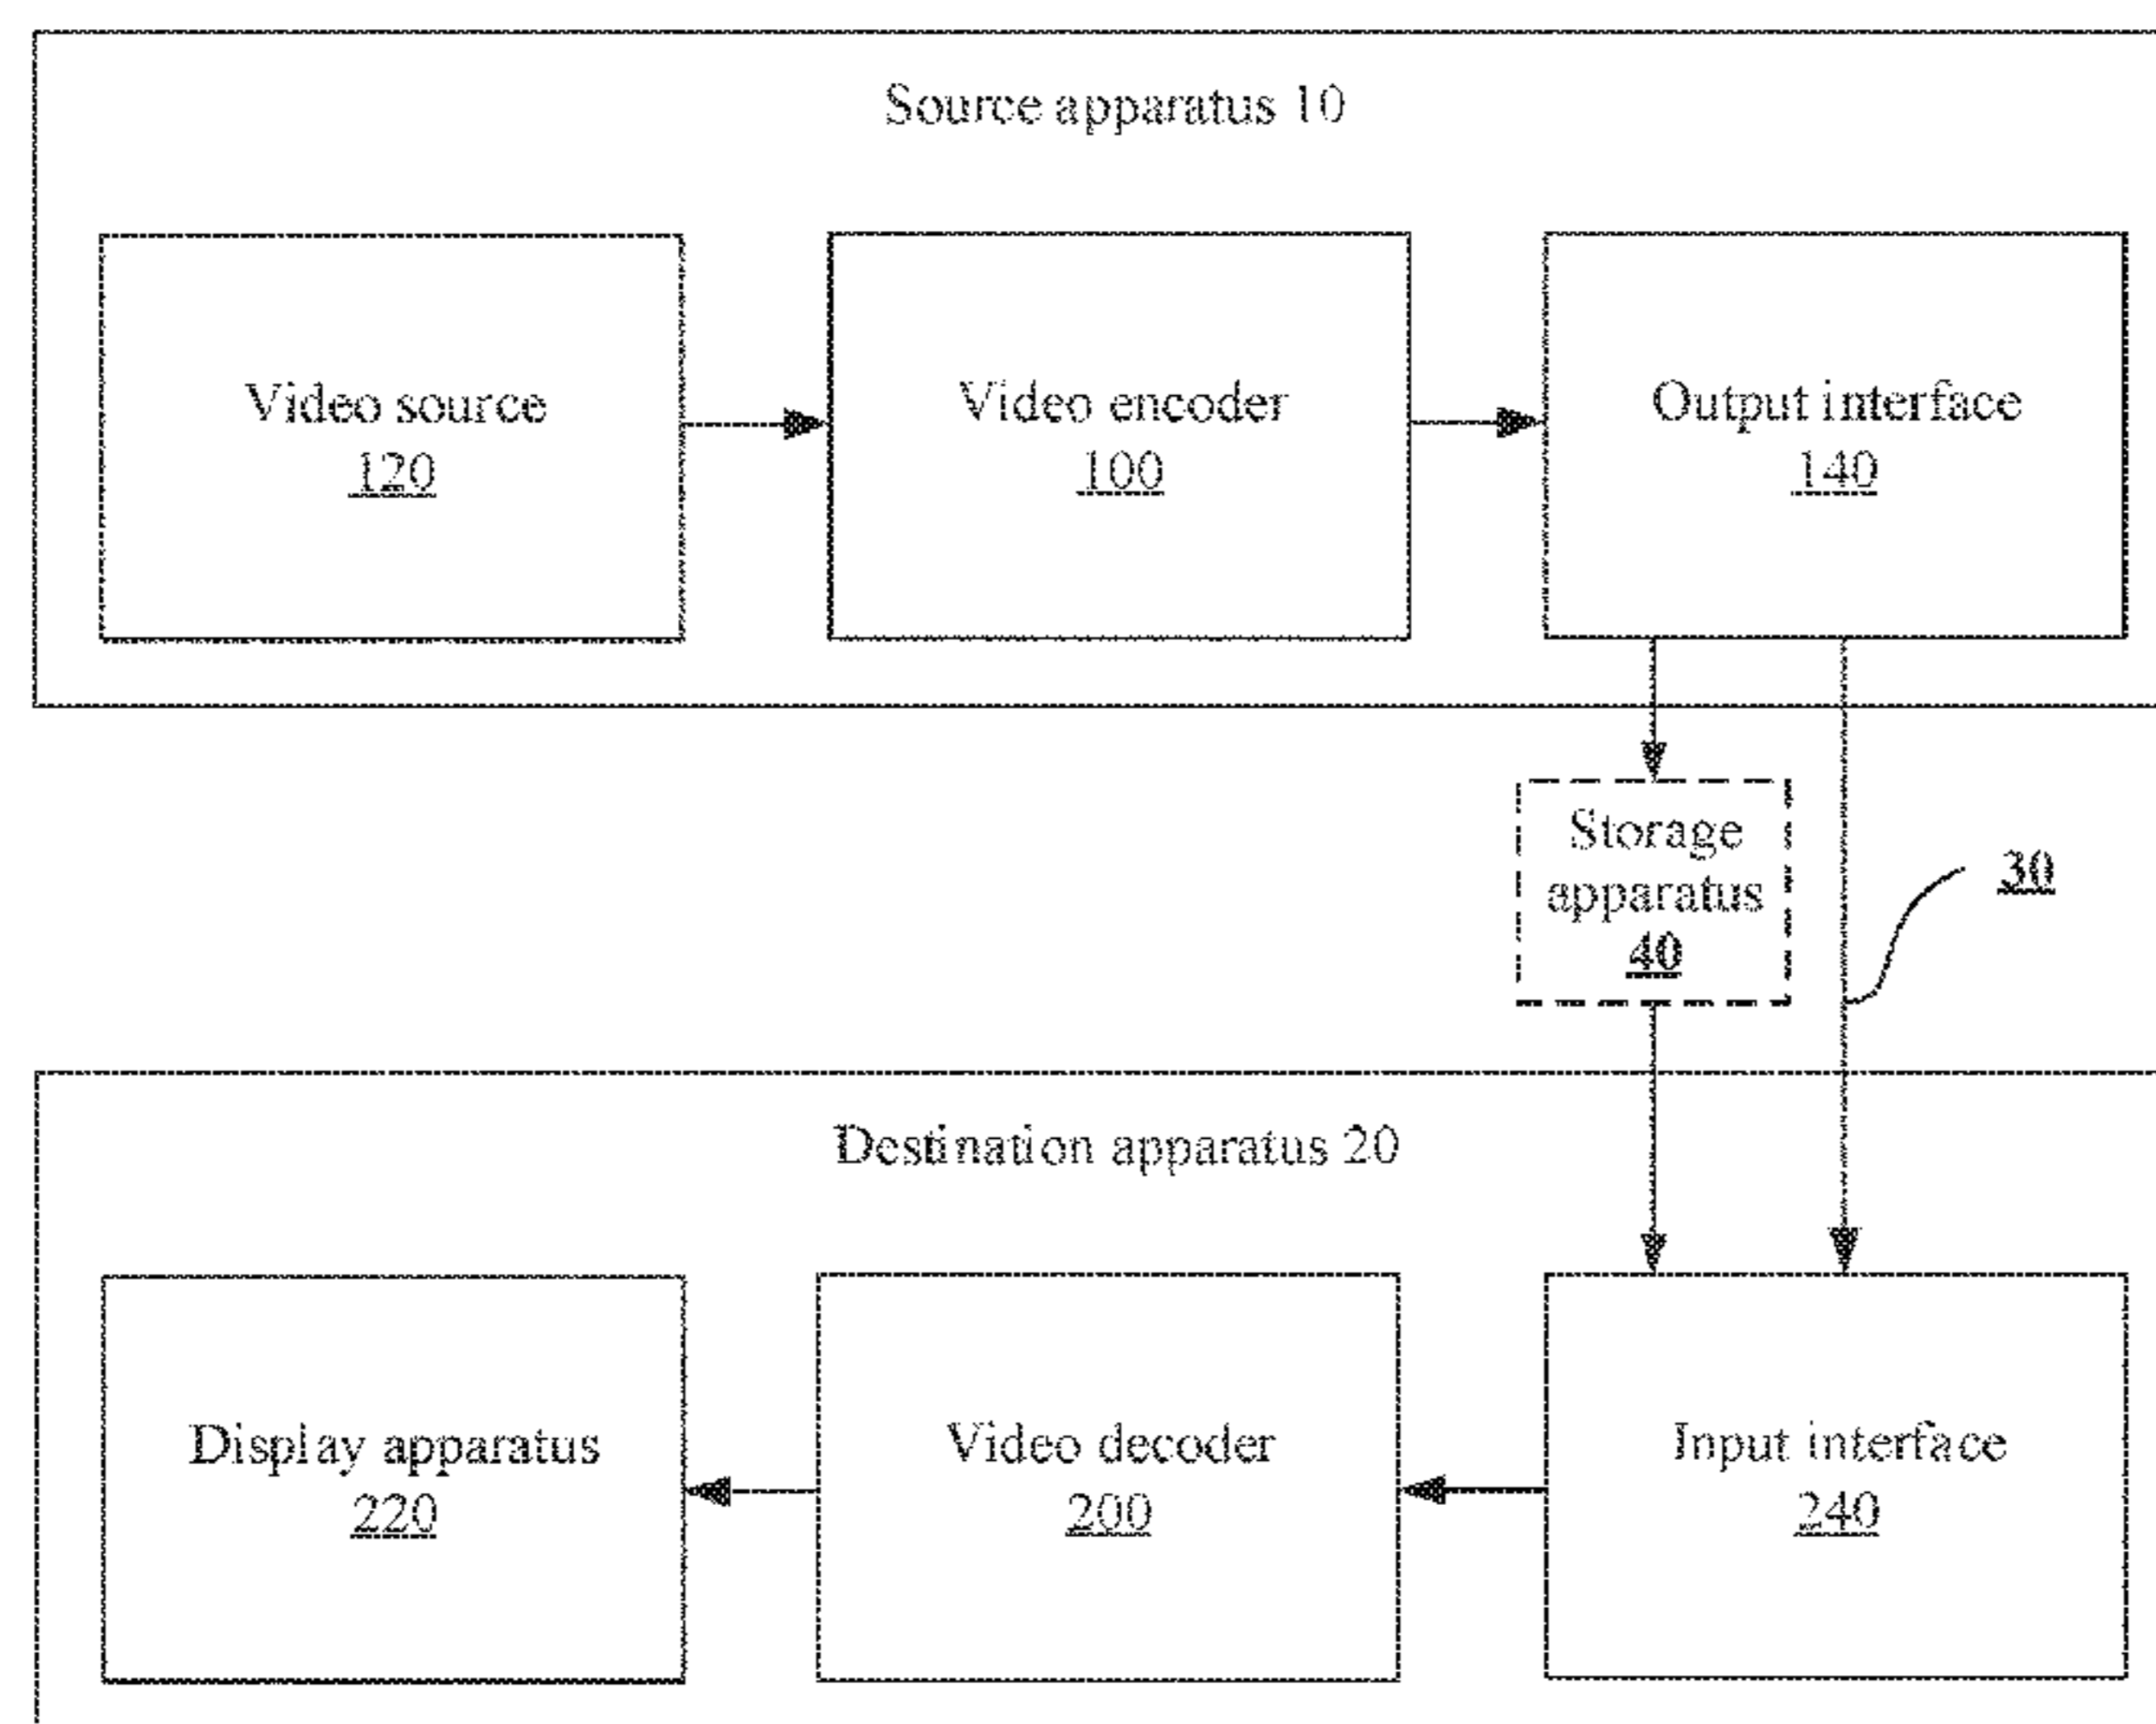 Source apparatus 10
Video source
120
Video encoder
100
Output interface
140
Storage
apparatus
40
30
Destination apparatus 20
Display apparatus
220
Video decoder
200
Input interface
240